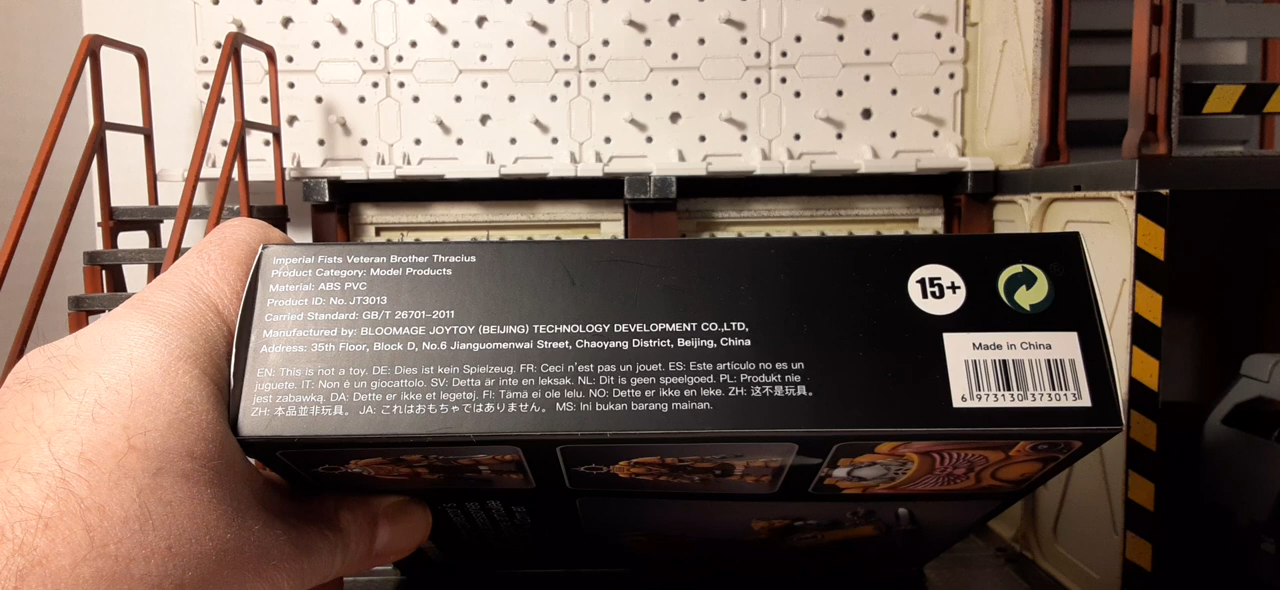 Imperial Fists Veteran Brother Thracius
Product Category: Model Products
Material: ABS PVC
Product ID: No. JT3013
Carried Standard: GB/T 26701-2011
Manufactured by: BLOOMAGE JOYTOY (BEIJING) TECHNOLOGY DEVELOPMENT CO.,LTD,
Address: 35th Floor, Block D, No.6 Jianguomenwai Street, Chaoyang District, Beijing, China
EN: This is not a toy. DE: Dies ist kein Spielzeug. FR: Ceci n'est pas un jouet. ES: Este artículo no es un
juguete. IT: Non è un giocattolo. SV: Detta är inte en leksak. NL: Dit is geen speelgoed. PL: Produkt nie
jest zabawką. DA: Dette er ikke et legetøj. FI: Tämä ei ole lelu. NO: Dette er ikke en leke. ZH: 这不是玩具。
ZH: 本品並非玩具。 JA: これはおもちゃではありません。 MS: Ini bukan barang mainan.
15+
Made in China
6 973130 373013